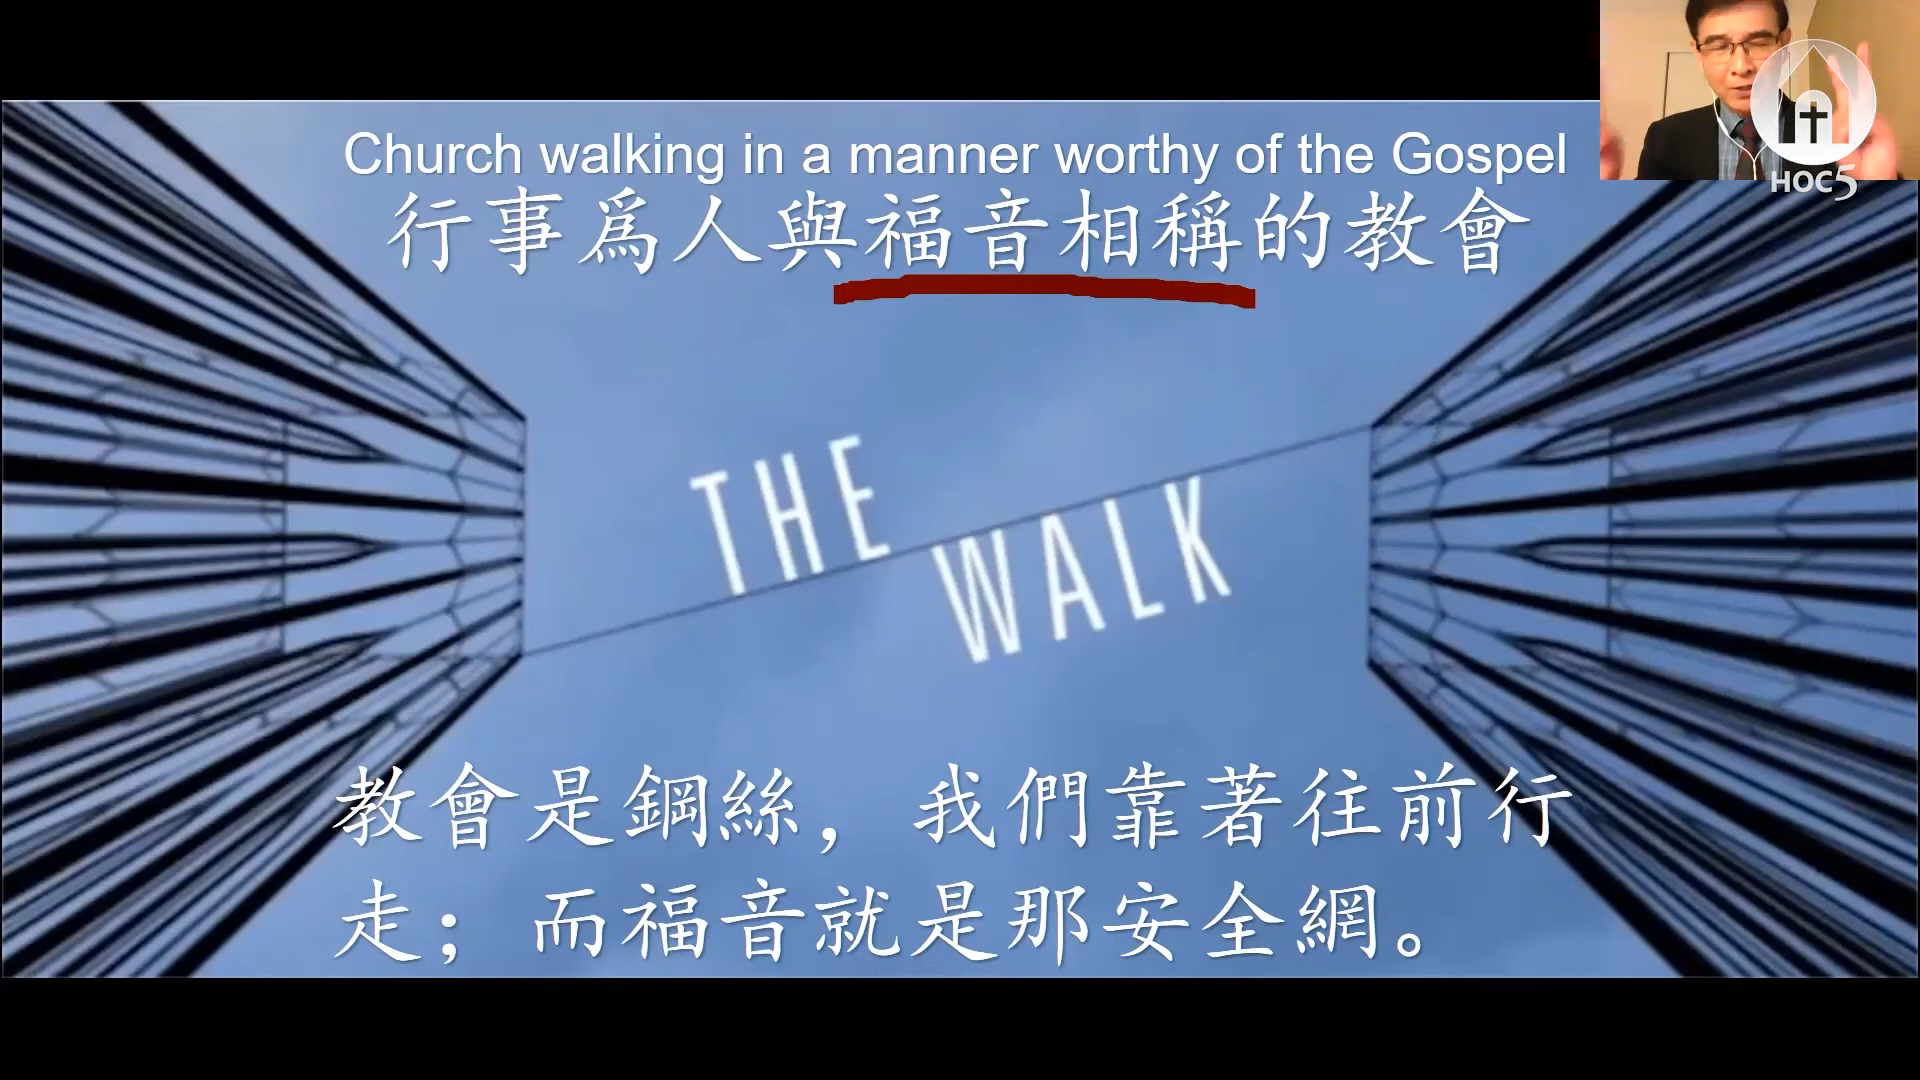 Church walking in a manner worthy of the Gospel
行事爲人與福音相稱的教會
THE
WALK
教會是鋼絲，我們靠著往前行
走；而福音就是那安全網。
HOC5